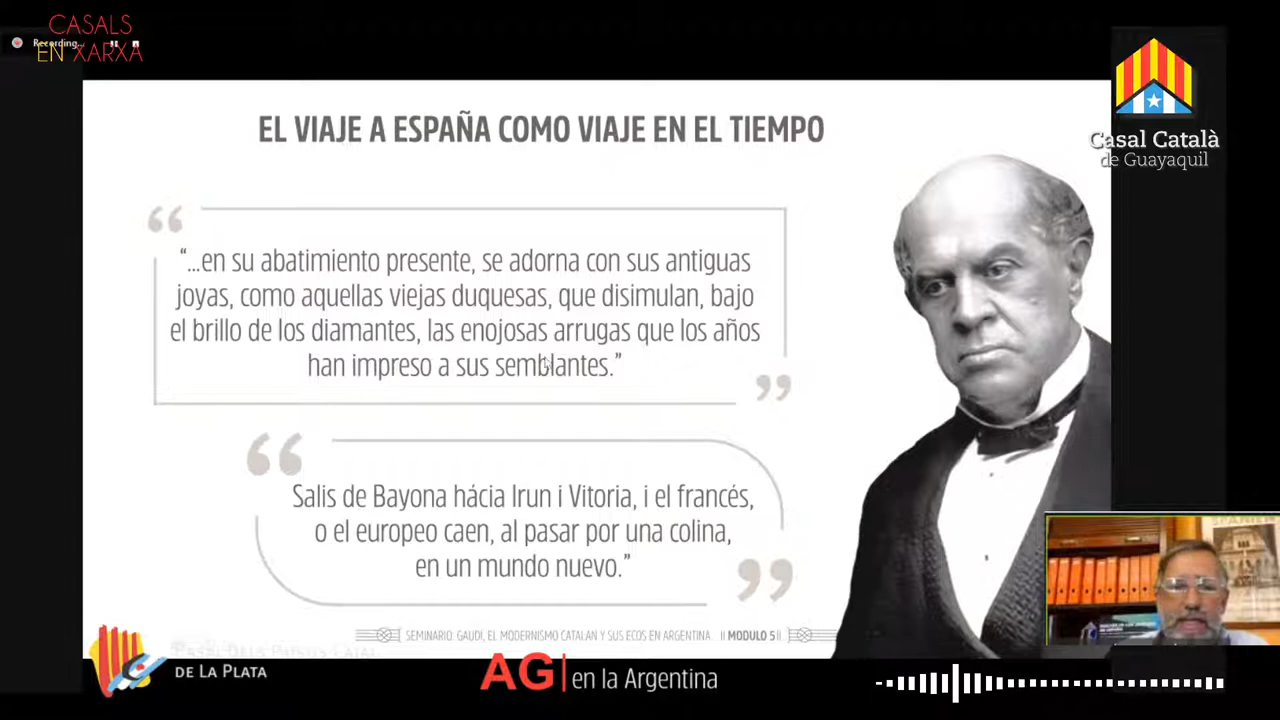 CASALS
EN XARXA
Recording...
Casal Català
de Guayaquil
EL VIAJE A ESPAÑA COMO VIAJE EN EL TIEMPO
“...en su abatimiento presente, se adorna con sus antiguas
joyas, como aquellas viejas duquesas, que disimulan, bajo
el brillo de los diamantes, las enojosas arrugas que los años
han impreso a sus semblantes.”
Salis de Bayona hácia Irun i Vitoria, i el francés,
o el europeo caen, al pasar por una colina,
en un mundo nuevo.”
SEMINARIO. GAUDÍ, EL MODERNISMO CATALÁN Y SUS ECOS EN ARGENTINA || MODULO 5 ||
CASAL DELS PAÏSOS CATAL
DE LA PLATA
AG| en la Argentina